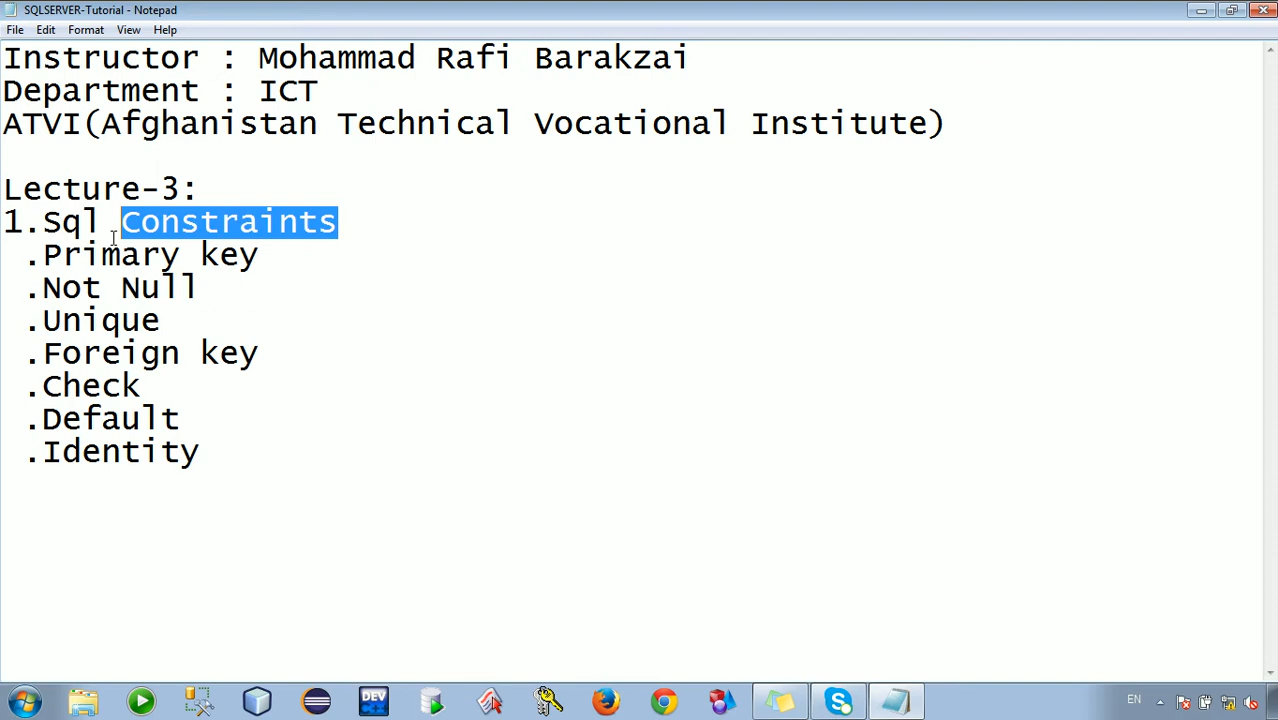 SQLSERVER-Tutorial - Notepad
File Edit Format View Help
Instructor : Mohammad Rafi Barakzai
Department : ICT
ATVI(Afghanistan Technical Vocational Institute)
Lecture-3:
1.Sql Constraints
.Primary key
.Not Null
.Unique
.Foreign key
.Check
.Default
.Identity
DEV
EN